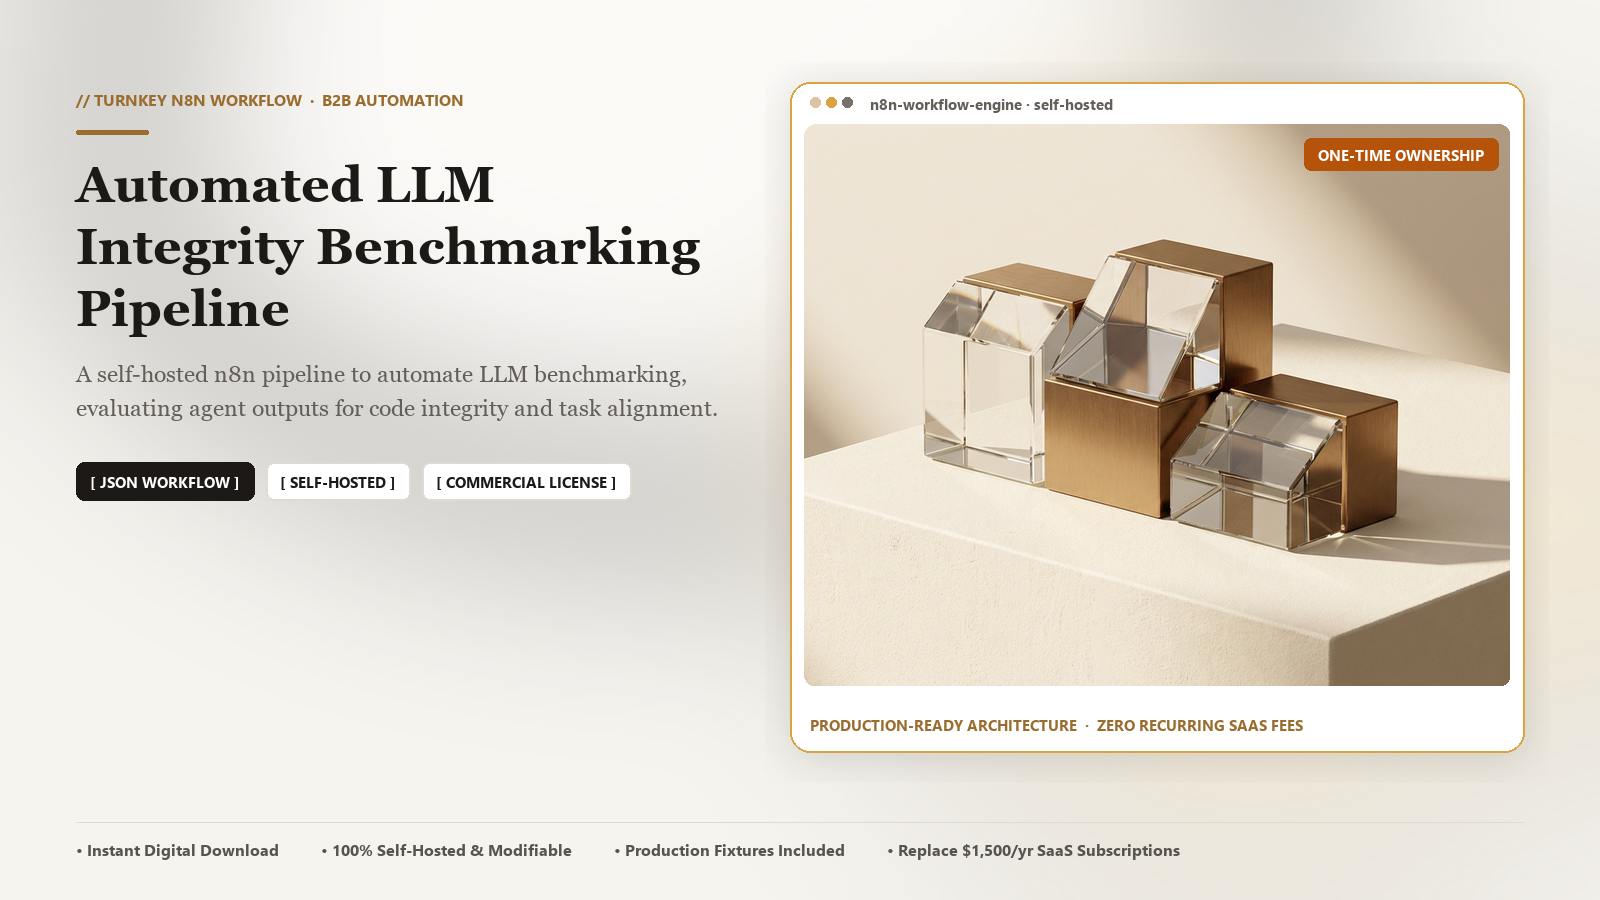 // TURNKEY N8N WORKFLOW · B2B AUTOMATION
Automated LLM
Integrity Benchmarking
Pipeline
A self-hosted n8n pipeline to automate LLM benchmarking,
evaluating agent outputs for code integrity and task alignment.
[ JSON WORKFLOW ] [ SELF-HOSTED ] [ COMMERCIAL LICENSE ]
n8n-workflow-engine · self-hosted
ONE-TIME OWNERSHIP
PRODUCTION-READY ARCHITECTURE · ZERO RECURRING SAAS FEES
• Instant Digital Download • 100% Self-Hosted & Modifiable • Production Fixtures Included • Replace $1,500/yr SaaS Subscriptions